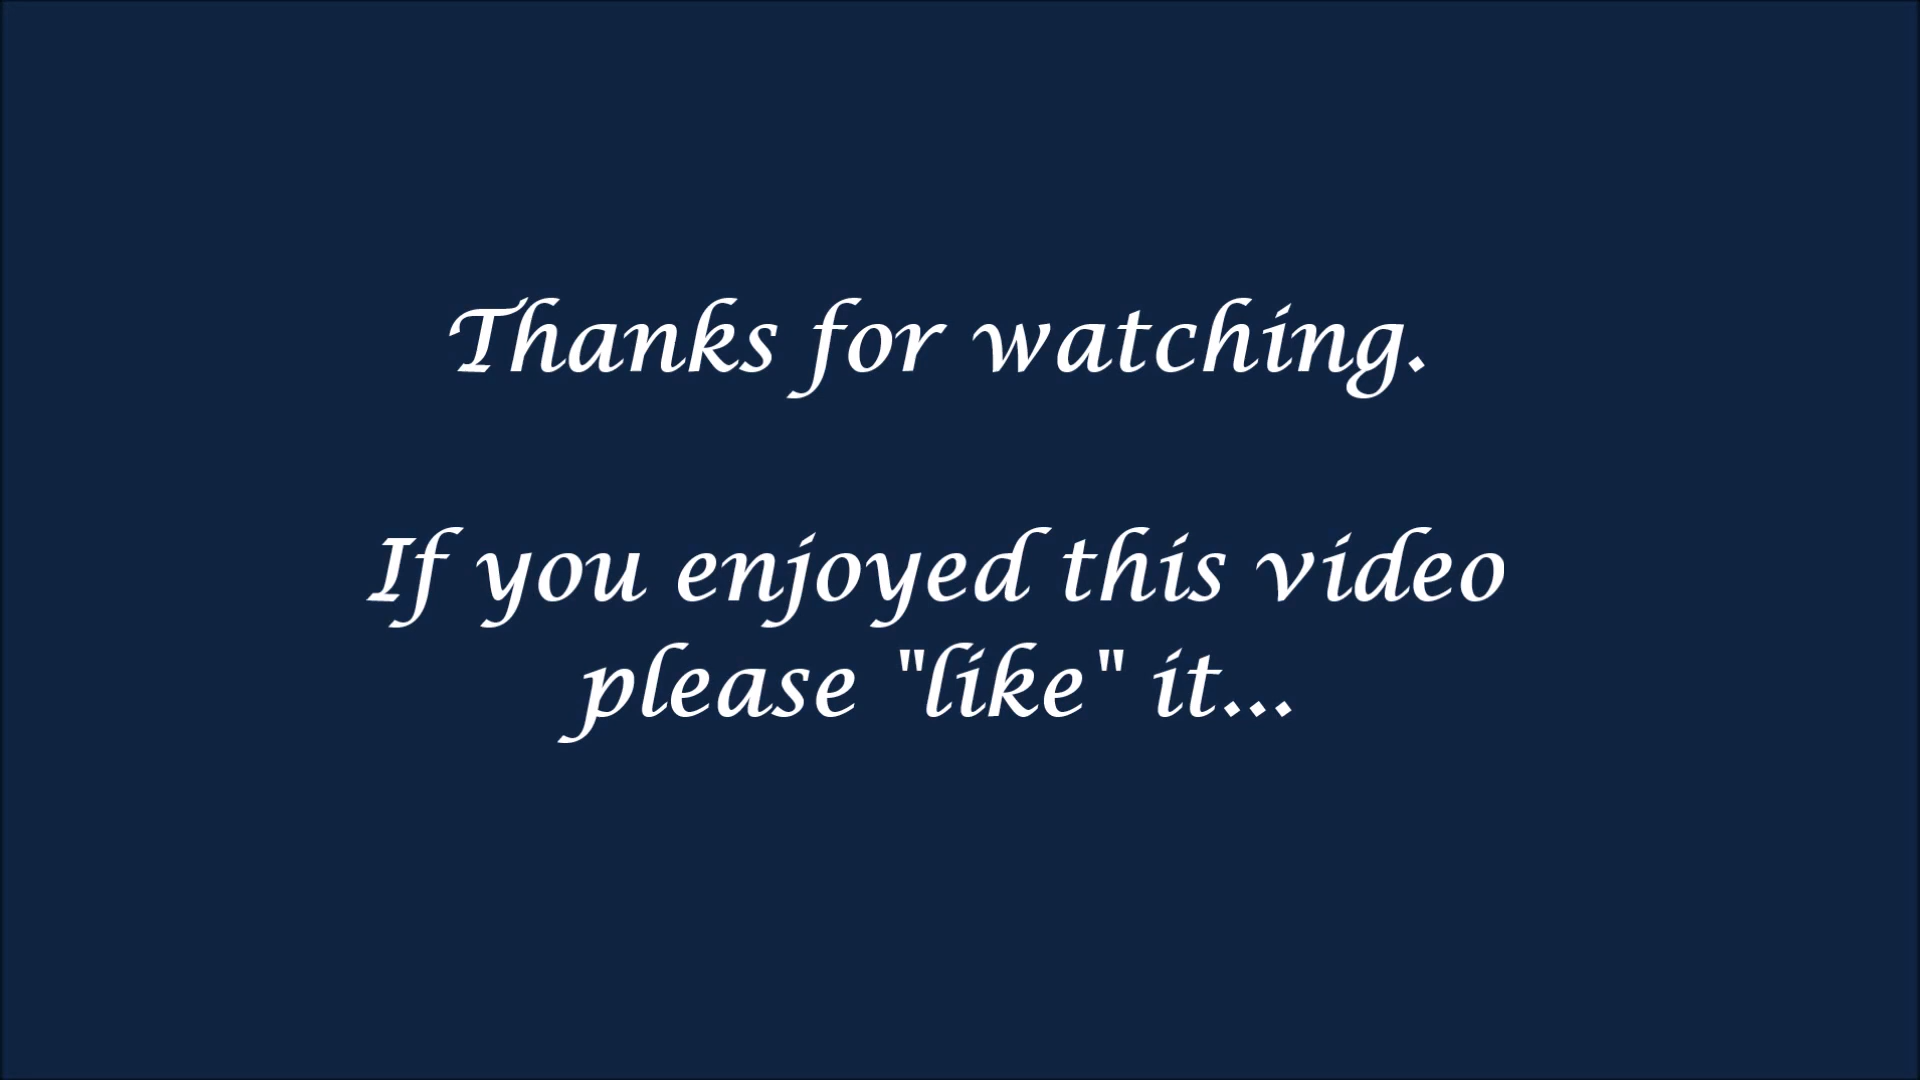 Thanks for watching.
If you enjoyed this video
please "like" it...